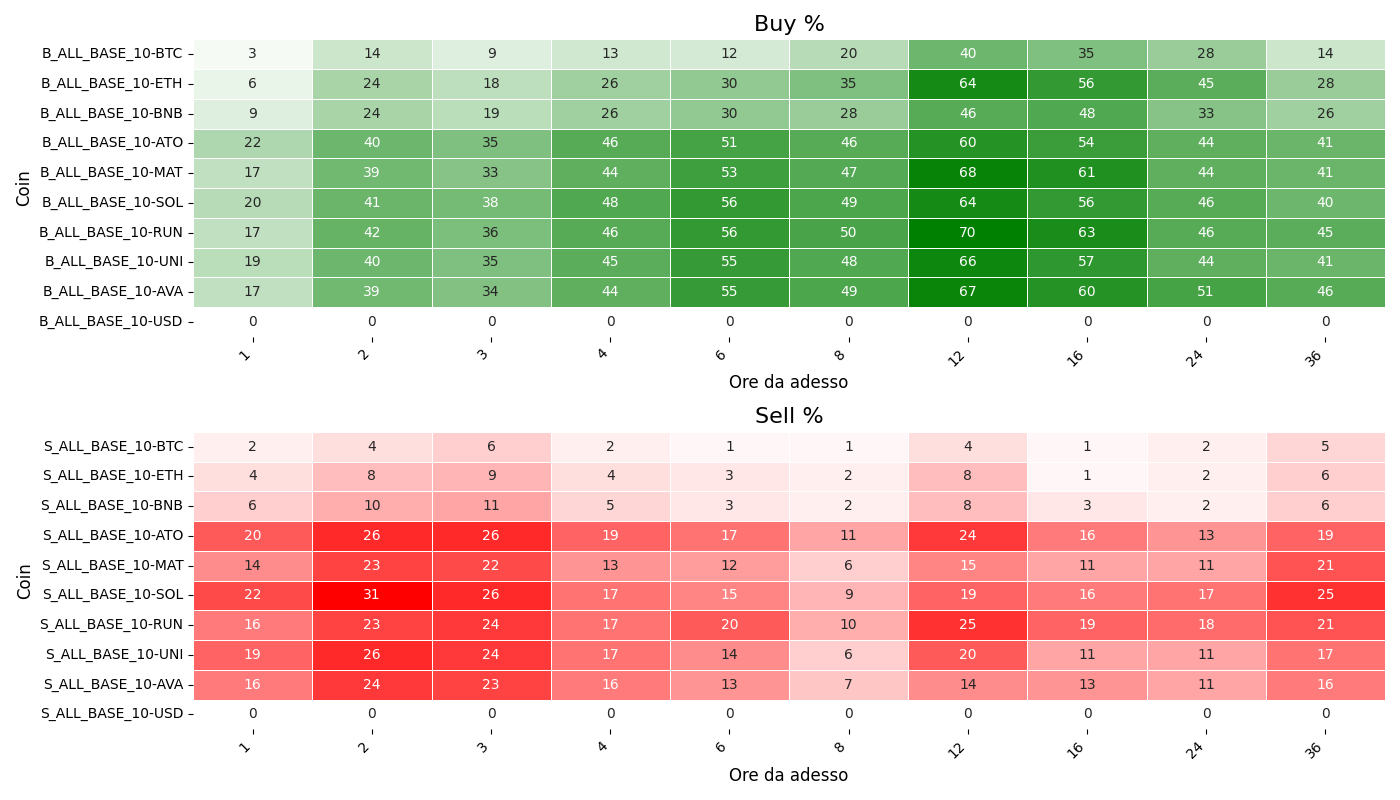 Buy %
Coin
B_ALL_BASE_10-BTC 3 14 9 13 12 20 40 35 28 14
B_ALL_BASE_10-ETH 6 24 18 26 30 35 64 56 45 28
B_ALL_BASE_10-BNB 9 24 19 26 30 28 46 48 33 26
B_ALL_BASE_10-ATO 22 40 35 46 51 46 60 54 44 41
B_ALL_BASE_10-MAT 17 39 33 44 53 47 68 61 44 41
B_ALL_BASE_10-SOL 20 41 38 48 56 49 64 56 46 40
B_ALL_BASE_10-RUN 17 42 36 46 56 50 70 63 46 45
B_ALL_BASE_10-UNI 19 40 35 45 55 48 66 57 44 41
B_ALL_BASE_10-AVA 17 39 34 44 55 49 67 60 51 46
B_ALL_BASE_10-USD 0 0 0 0 0 0 0 0 0 0
1 2 3 4 6 8 12 16 24 36
Ore da adesso
Sell %
Coin
S_ALL_BASE_10-BTC 2 4 6 2 1 1 4 1 2 5
S_ALL_BASE_10-ETH 4 8 9 4 3 2 8 1 2 6
S_ALL_BASE_10-BNB 6 10 11 5 3 2 8 3 2 6
S_ALL_BASE_10-ATO 20 26 26 19 17 11 24 16 13 19
S_ALL_BASE_10-MAT 14 23 22 13 12 6 15 11 11 21
S_ALL_BASE_10-SOL 22 31 26 17 15 9 19 16 17 25
S_ALL_BASE_10-RUN 16 23 24 17 20 10 25 19 18 21
S_ALL_BASE_10-UNI 19 26 24 17 14 6 20 11 11 17
S_ALL_BASE_10-AVA 16 24 23 16 13 7 14 13 11 16
S_ALL_BASE_10-USD 0 0 0 0 0 0 0 0 0 0
1 2 3 4 6 8 12 16 24 36
Ore da adesso